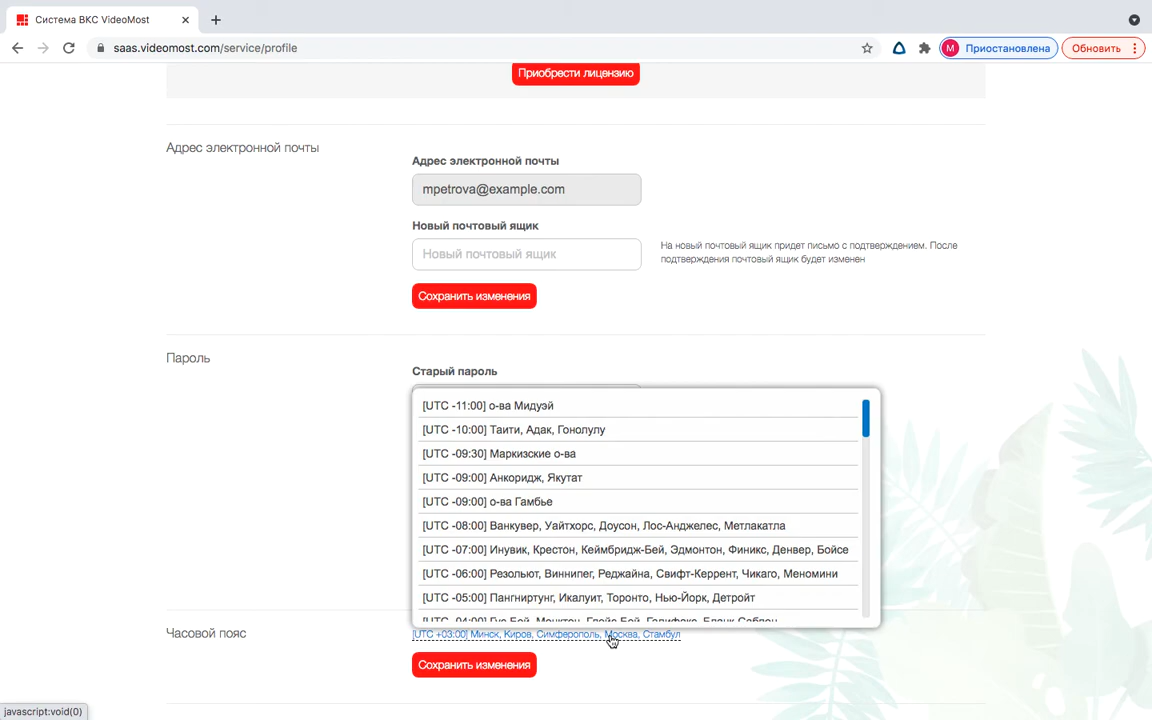 Система ВКС VideoMost
saas.videomost.com/service/profile
M
Приостановлена
Обновить
Приобрести лицензию
Адрес электронной почты
Адрес электронной почты
mpetrova@example.com
Новый почтовый ящик
Новый почтовый ящик
На новый почтовый ящик придет письмо с подтверждением. После
подтверждения почтовый ящик будет изменен
Сохранить изменения
Пароль
Старый пароль
[UTC -11:00] о-ва Мидуэй
[UTC -10:00] Таити, Адак, Гонолулу
[UTC -09:30] Маркизские о-ва
[UTC -09:00] Анкоридж, Якутат
[UTC -09:00] о-ва Гамбье
[UTC -08:00] Ванкувер, Уайтхорс, Доусон, Лос-Анджелес, Метлакатла
[UTC -07:00] Инувик, Крестон, Кеймбридж-Бей, Эдмонтон, Финикс, Денвер, Бойсе
[UTC -06:00] Резольют, Виннипег, Реджайна, Свифт-Керрент, Чикаго, Меномини
[UTC -05:00] Пангниртунг, Икалуит, Торонто, Нью-Йорк, Детройт
Часовой пояс
[UTC +03:00] Минск, Киров, Симферополь, Москва, Стамбул
Сохранить изменения
javascript:void(0)